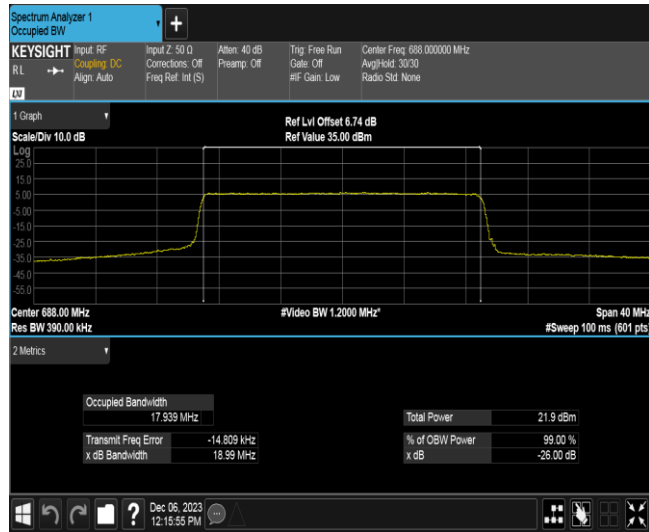 Spectrum Analyzer 1
Occupied BW
KEYSIGHT Input: RF Input Z: 50 Ω Atten: 40 dB Trig: Free Run Center Freq: 688.000000 MHz
RL Coupling: DC Corrections: Off Preamp: Off Gate: Off Avg|Hold: 30/30
Align: Auto Freq Ref: Int (S) #IF Gain: Low Radio Std: None
LXI
1 Graph
Ref Lvl Offset 6.74 dB
Scale/Div 10.0 dB Ref Value 35.00 dBm
Log
25.0
15.0
5.00
-5.00
-15.0
-25.0
-35.0
-45.0
-55.0
Center 688.00 MHz #Video BW 1.2000 MHz* Span 40 MHz
Res BW 390.00 kHz #Sweep 100 ms (601 pts)
2 Metrics
Occupied Bandwidth
17.939 MHz Total Power 21.9 dBm
Transmit Freq Error -14.809 kHz % of OBW Power 99.00 %
x dB Bandwidth 18.99 MHz x dB -26.00 dB
? Dec 06, 2023
12:15:55 PM